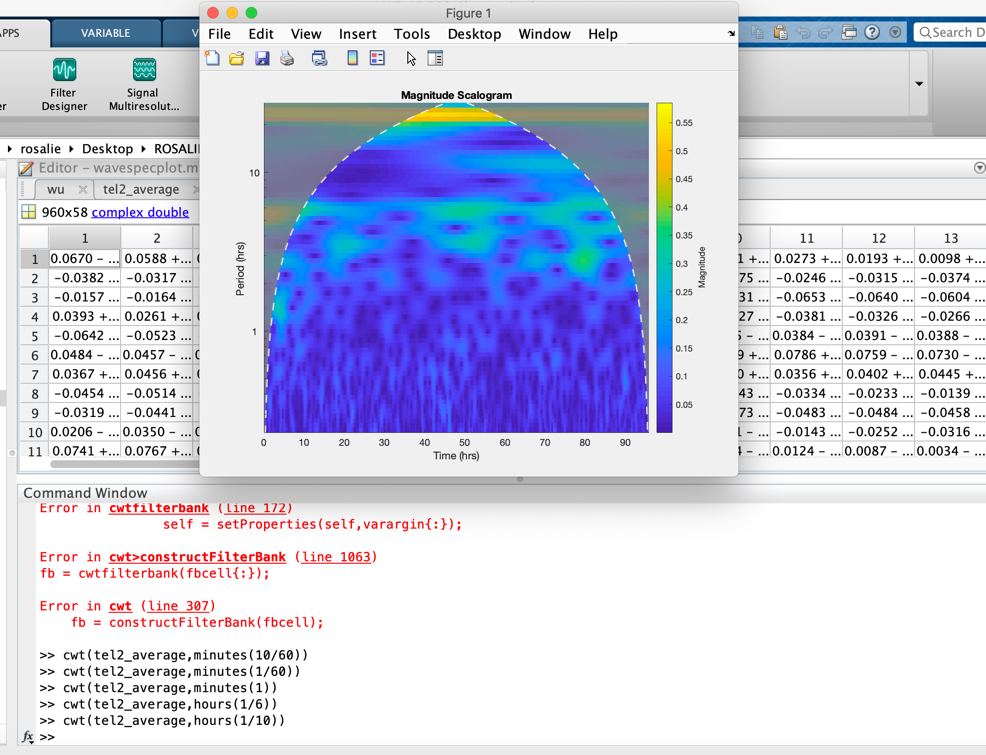 Figure 1
File Edit View Insert Tools Desktop Window Help
APPS VARIABLE V
Search D
Filter Designer
Signal Multiresolut...
rosalie Desktop ROSALI
Editor – wavespecplot.m
wu tel2_average
960x58 complex double
1 2 11 12 13
1 0.0670 – ... 0.0588 +... 0.0273 +... 0.0193 +... 0.0098 +...
2 −0.0382 ... −0.0317 ... −0.0246 ... −0.0315 ... −0.0374 ...
3 −0.0157 ... −0.0164 ... −0.0653 ... −0.0640 ... −0.0604 ...
4 0.0393 +... 0.0261 +... −0.0381 ... −0.0326 ... −0.0266 ...
5 −0.0642 ... −0.0523 ... 0.0384 −... 0.0391 −... 0.0388 −...
6 0.0484 −... 0.0457 −... 0.0786 +... 0.0759 −... 0.0730 −...
7 0.0367 +... 0.0456 +... 0.0356 +... 0.0402 +... 0.0445 +...
8 −0.0454 ... −0.0514 ... −0.0334 ... −0.0233 ... −0.0139 ...
9 −0.0319 ... −0.0441 ... −0.0483 ... −0.0484 ... −0.0458 ...
10 0.0206 −... 0.0350 −... −0.0143 ... −0.0252 ... −0.0316 ...
11 0.0741 +... 0.0767 +... 0.0124 −... 0.0087 −... 0.0034 −...
Magnitude Scalogram
Period (hrs)
10
1
0 10 20 30 40 50 60 70 80 90
Time (hrs)
0.55
0.5
0.45
0.4
0.35
0.3
0.25
0.2
0.15
0.1
0.05
Magnitude
Command Window
Error in cwtfilterbank (line 172)
self = setProperties(self,varargin{:});
Error in cwt>constructFilterBank (line 1063)
fb = cwtfilterbank(fbcell{:});
Error in cwt (line 307)
fb = constructFilterBank(fbcell);
>> cwt(tel2_average,minutes(10/60))
>> cwt(tel2_average,minutes(1/60))
>> cwt(tel2_average,minutes(1))
>> cwt(tel2_average,hours(1/6))
>> cwt(tel2_average,hours(1/10))
fx >>